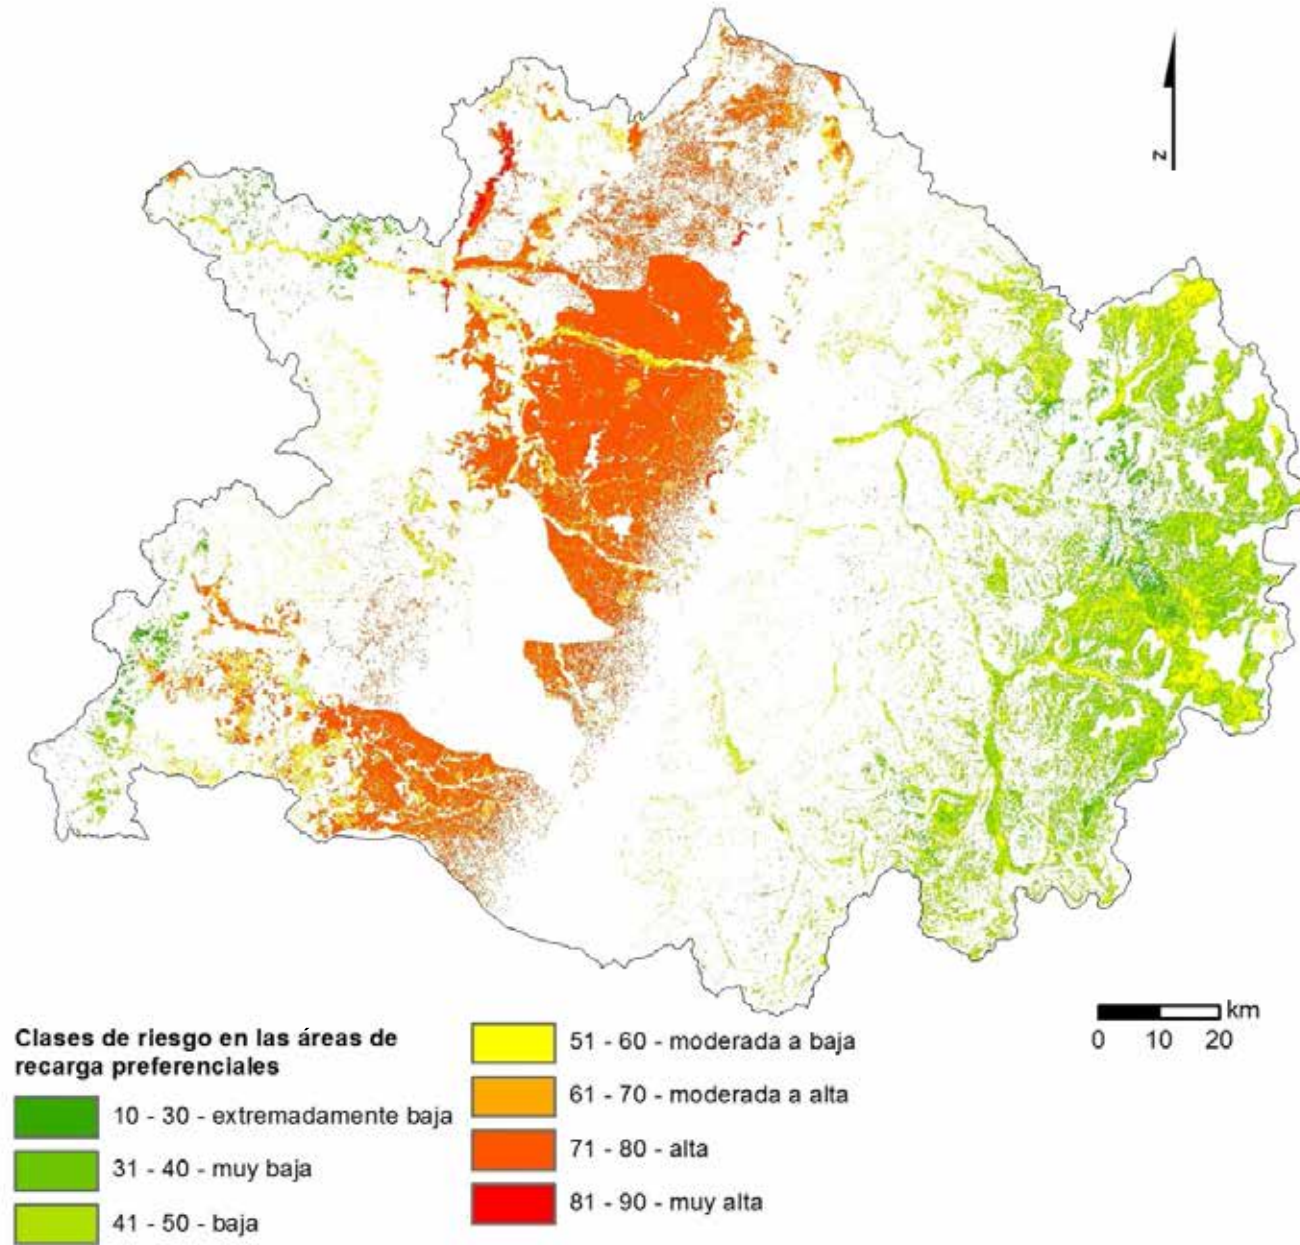 N
km
0 10 20
Clases de riesgo en las áreas de
recarga preferenciales
10 - 30 - extremadamente baja
31 - 40 - muy baja
41 - 50 - baja
51 - 60 - moderada a baja
61 - 70 - moderada a alta
71 - 80 - alta
81 - 90 - muy alta